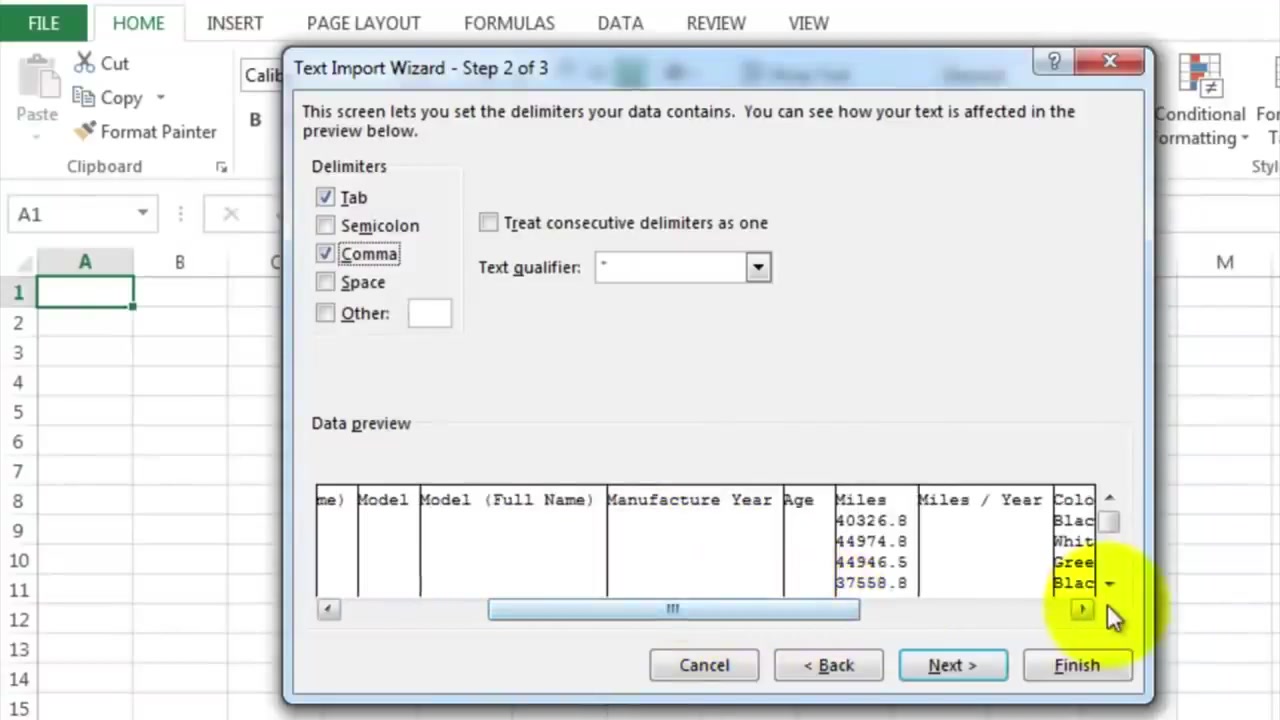 FILE HOME INSERT PAGE LAYOUT FORMULAS DATA REVIEW VIEW
Text Import Wizard - Step 2 of 3
Cut
Copy
Paste
Format Painter
Clipboard
Calib
B
Conditional
Formatting
For
Styl
This screen lets you set the delimiters your data contains. You can see how your text is affected in the
preview below.
Delimiters
Tab
Semicolon
Comma
Space
Other:
Treat consecutive delimiters as one
Text qualifier: "
A1
A B C M
1
2
3
4
5
6
7
8
9
10
11
12
13
14
15
Data preview
me) Model Model (Full Name) Manufacture Year Age Miles Miles / Year Colo
40326.8 Blac
44974.8 Whit
44946.5 Gree
37558.8 Blac
Cancel < Back Next > Finish